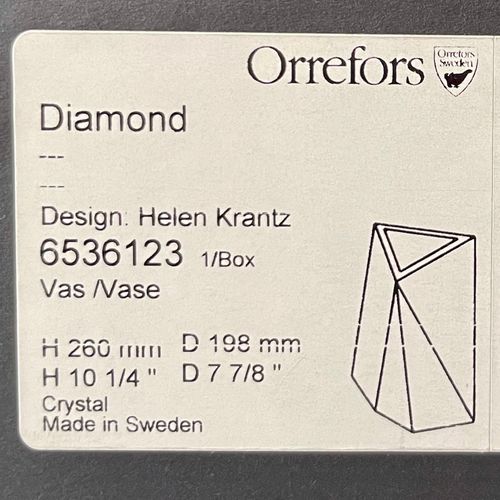 Orrefors
Orrefors
Sweden
Diamond
---
---
Design: Helen Krantz
6536123 1/Box
Vas /Vase
H 260 mm D 198 mm
H 10 1/4 " D 7 7/8 "
Crystal
Made in Sweden